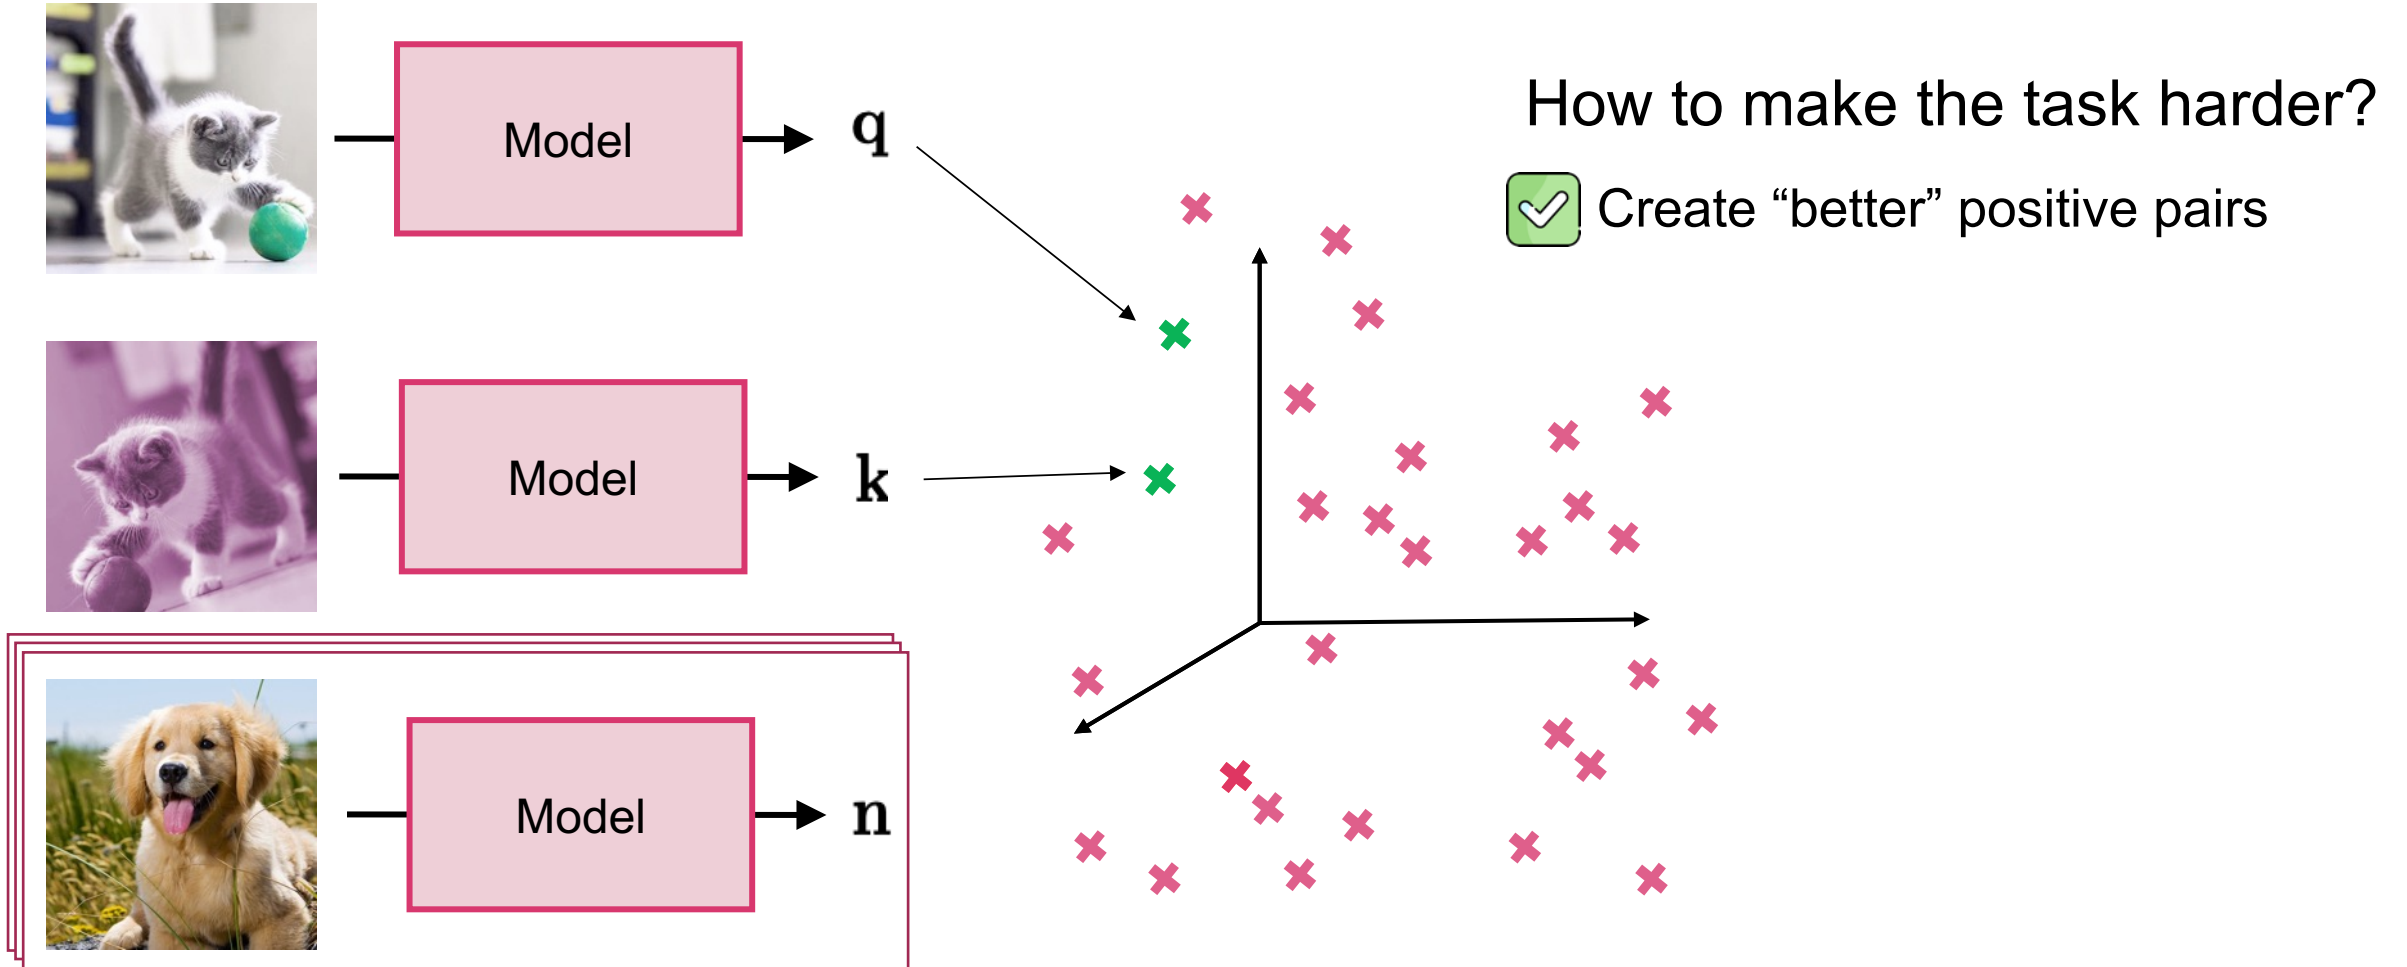 Model
q
How to make the task harder?
Create “better” positive pairs
Model
k
Model
n